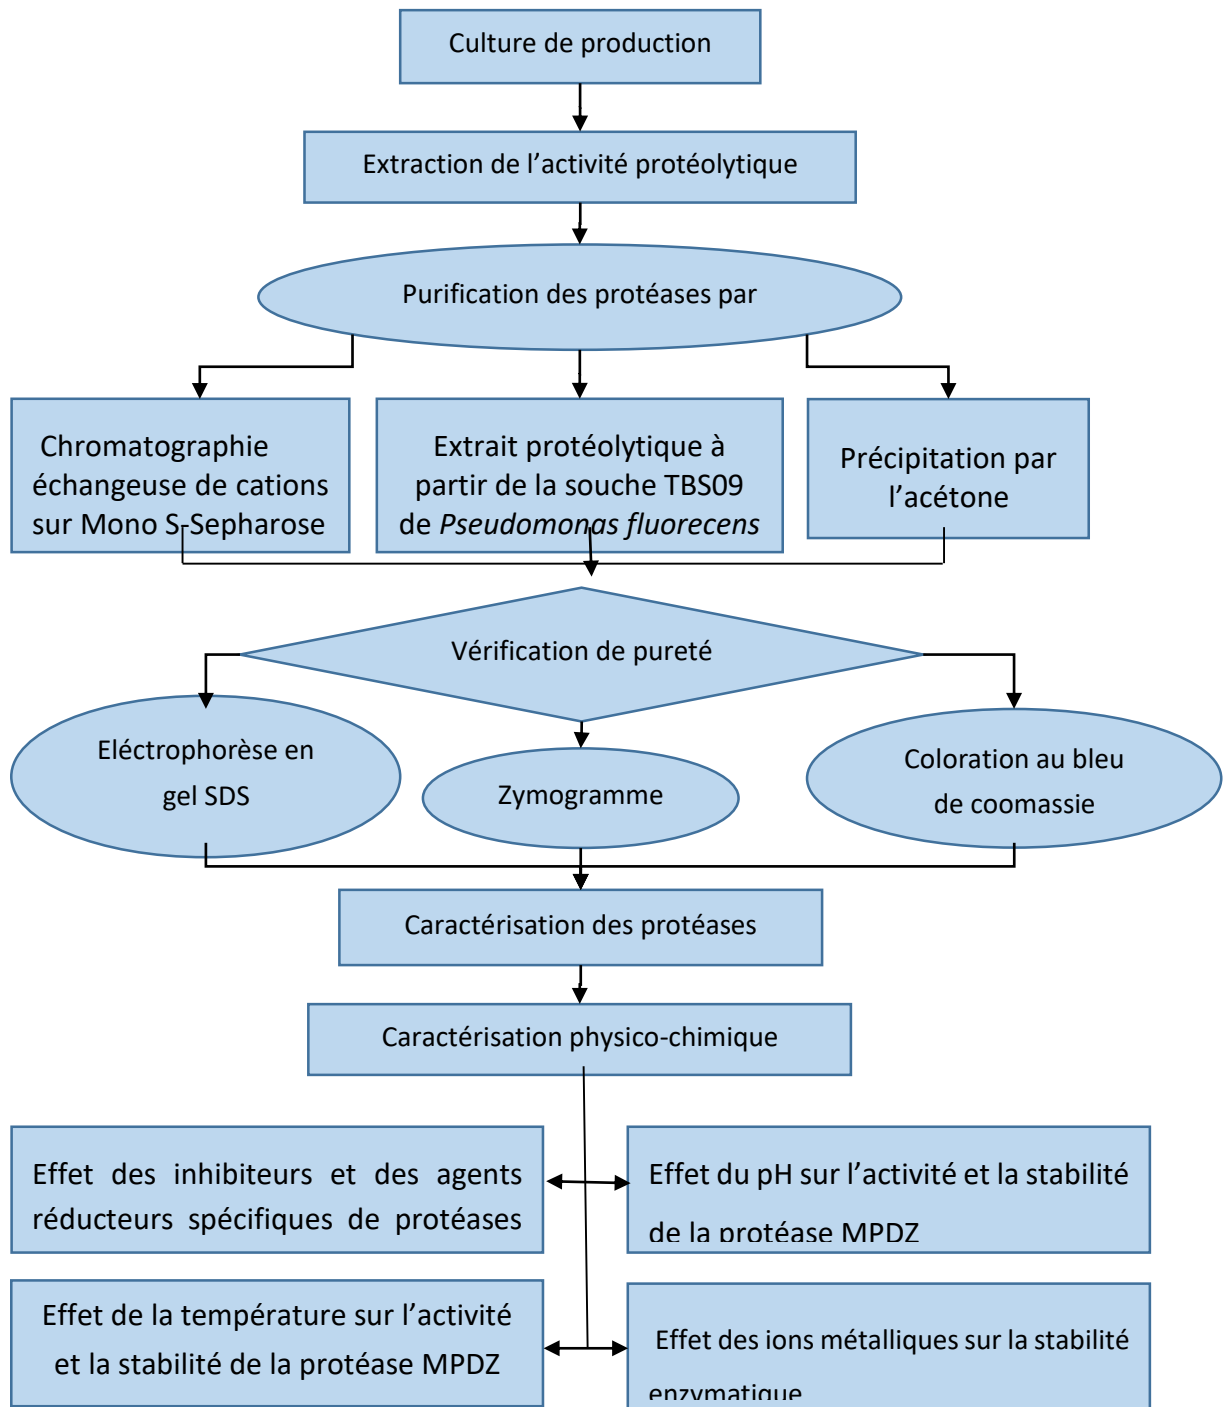 Culture de production
Extraction de l’activité protéolytique
Purification des protéases par
Chromatographie
échangeuse de cations
sur Mono S-Sepharose
Extrait protéolytique à
partir de la souche TBS09
de Pseudomonas fluorecens
Précipitation par
l’acétone
Vérification de pureté
Eléctrophorèse en
gel SDS
Zymogramme
Coloration au bleu
de coomassie
Caractérisation des protéases
Caractérisation physico-chimique
Effet des inhibiteurs et des agents
réducteurs spécifiques de protéases
Effet du pH sur l’activité et la stabilité
de la protéase MPDZ
Effet de la température sur l’activité
et la stabilité de la protéase MPDZ
Effet des ions métalliques sur la stabilité
enzymatique